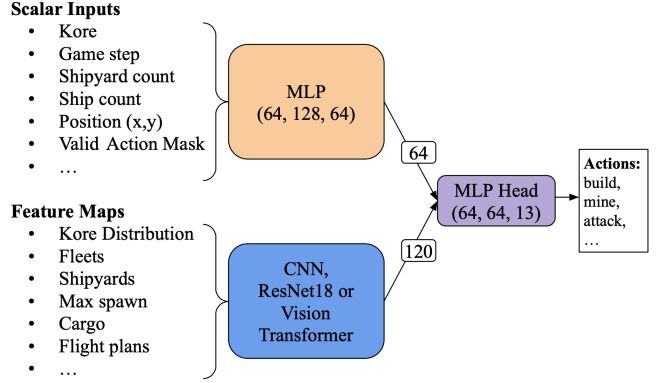 Scalar Inputs
• Kore
• Game step
• Shipyard count
• Ship count
• Position (x,y)
• Valid Action Mask
• …
MLP
(64, 128, 64)
64
MLP Head
(64, 64, 13)
Actions:
build,
mine,
attack,
…
Feature Maps
• Kore Distribution
• Fleets
• Shipyards
• Max spawn
• Cargo
• Flight plans
• …
CNN,
ResNet18 or
Vision
Transformer
120